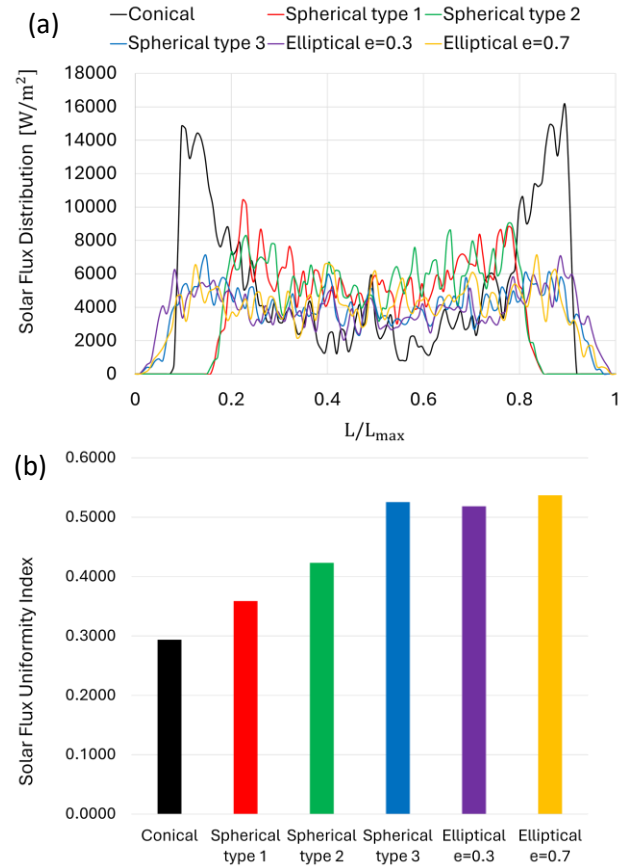 (a)
Conical
Spherical type 1
Spherical type 2
Spherical type 3
Elliptical e=0.3
Elliptical e=0.7
Solar Flux Distribution [W/m²]
18000
16000
14000
12000
10000
8000
6000
4000
2000
0
0 0.2 0.4 0.6 0.8 1
L/Lmax
(b)
Solar Flux Uniformity Index
0.6000
0.5000
0.4000
0.3000
0.2000
0.1000
0.0000
Conical Spherical Spherical Spherical Elliptical Elliptical
type 1 type 2 type 3 e=0.3 e=0.7